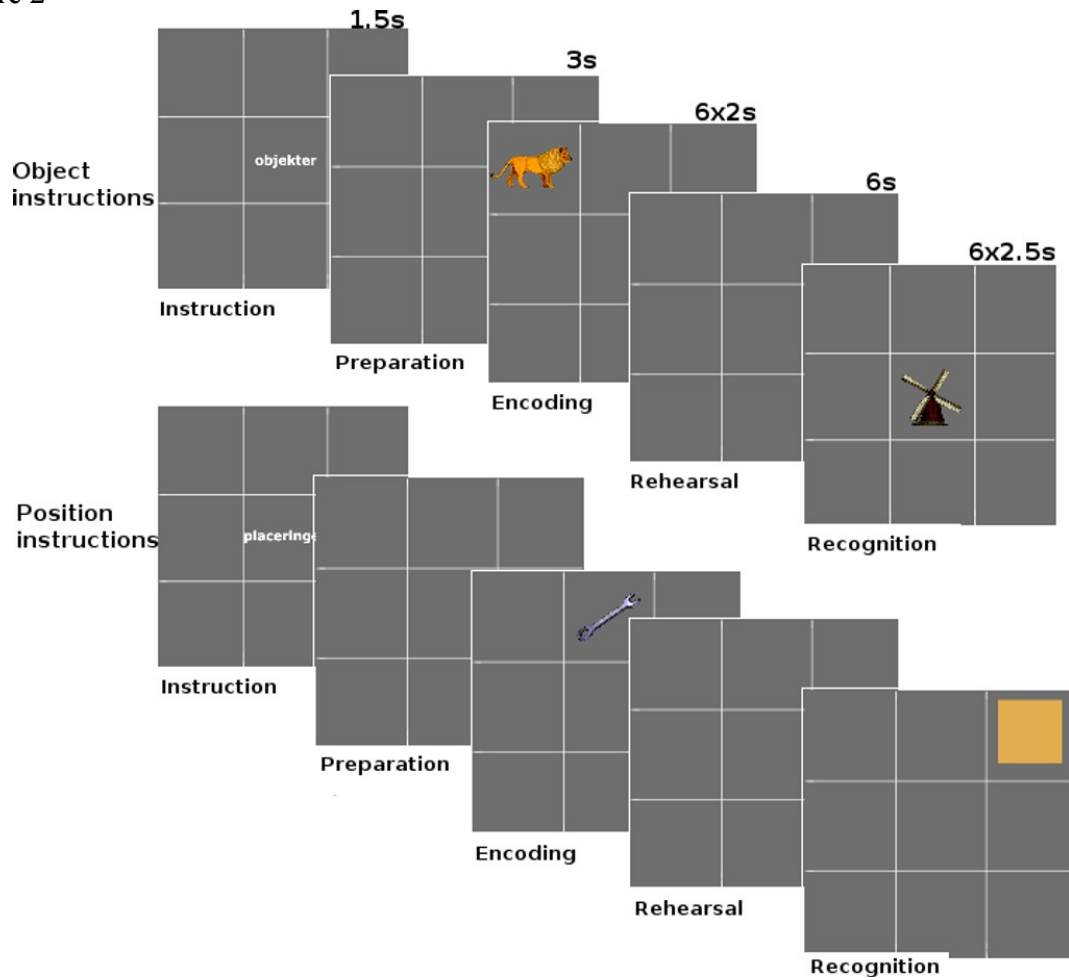 1.5s
3s
6x2s
6s
6x2.5s
Object
instructions
objekter
Instruction
Preparation
Encoding
Rehearsal
Recognition
Position
instructions
placeringe
Instruction
Preparation
Encoding
Rehearsal
Recognition